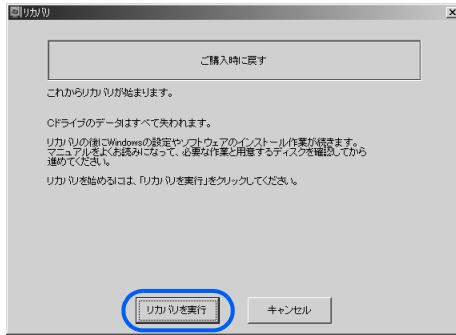 リカバリ
ご購入時に戻す
これからリカバリが始まります。
Cドライブのデータはすべて失われます。
リカバリの後にWindowsの設定やソフトウェアのインストール作業が続きます。
マニュアルをよくお読みになって、必要な作業と用意するディスクを確認してから
進めてください。
リカバリを始めるには、「リカバリを実行」をクリックしてください。
リカバリを実行
キャンセル